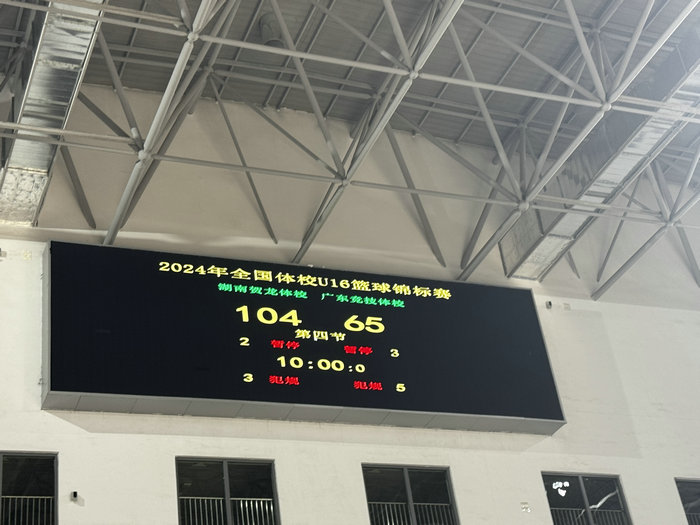 2024年全国体校U16篮球锦标赛
湖南贺龙体校 广东竞技体校
104 65
第四节
2 暂停 暂停 3
10:00:0
3 犯规 犯规 5